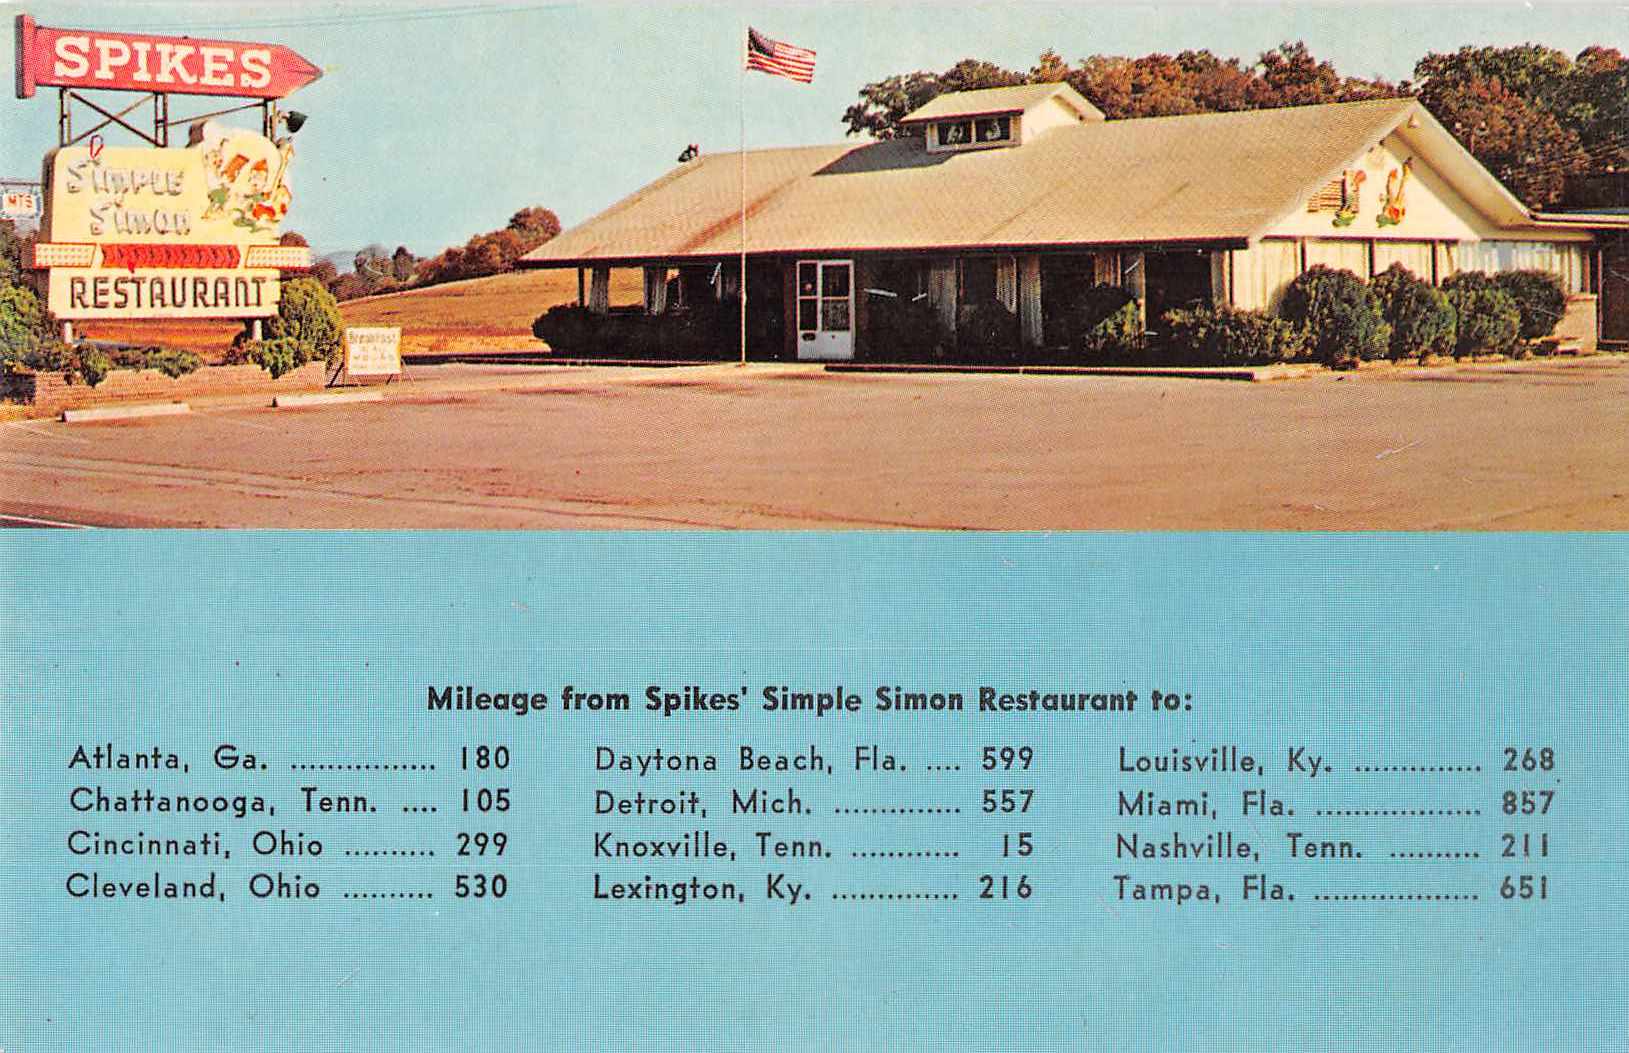 SPIKES
SIMPLE
SIMON
MTS
RESTAURANT
Breakfast
Mileage from Spikes' Simple Simon Restaurant to:
Atlanta, Ga. ................ 180
Chattanooga, Tenn. .... 105
Cincinnati, Ohio .......... 299
Cleveland, Ohio .......... 530
Daytona Beach, Fla. .... 599
Detroit, Mich. .............. 557
Knoxville, Tenn. ............ 15
Lexington, Ky. .............. 216
Louisville, Ky. .............. 268
Miami, Fla. .................. 857
Nashville, Tenn. .......... 211
Tampa, Fla. .................. 651